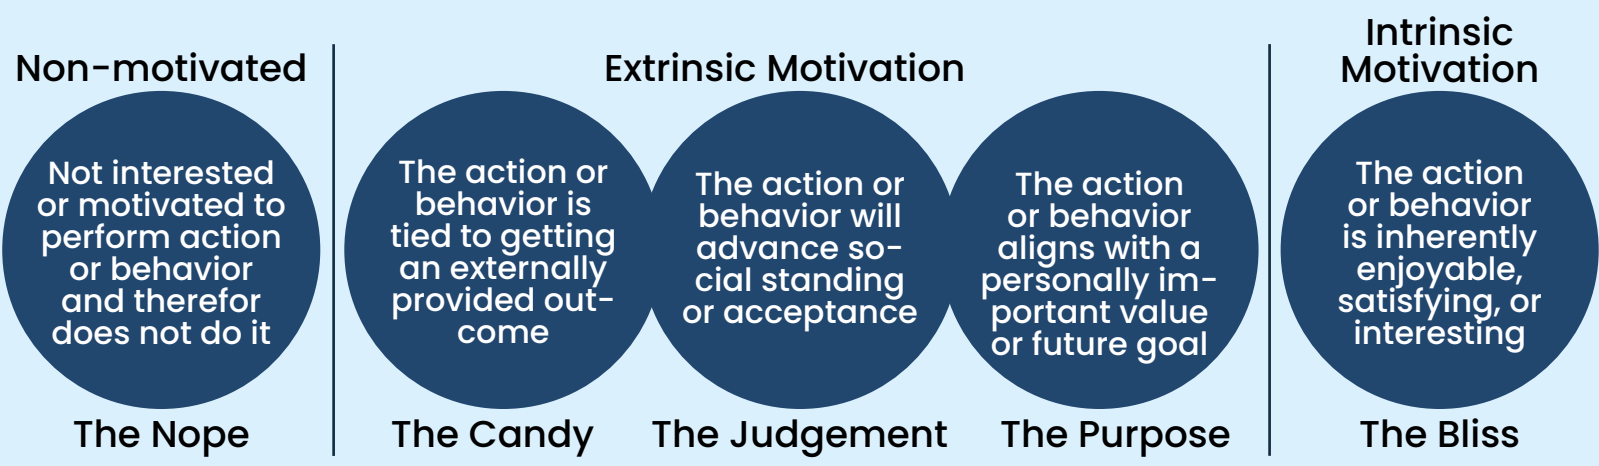 Non-motivated
Extrinsic Motivation
Intrinsic
Motivation
Not interested
or motivated to
perform action
or behavior
and therefor
does not do it
The action or
behavior is
tied to getting
an externally
provided out-
come
The action or
behavior will
advance so-
cial standing
or acceptance
The action
or behavior
aligns with a
personally im-
portant value
or future goal
The action
or behavior
is inherently
enjoyable,
satisfying, or
interesting
The Nope
The Candy
The Judgement
The Purpose
The Bliss